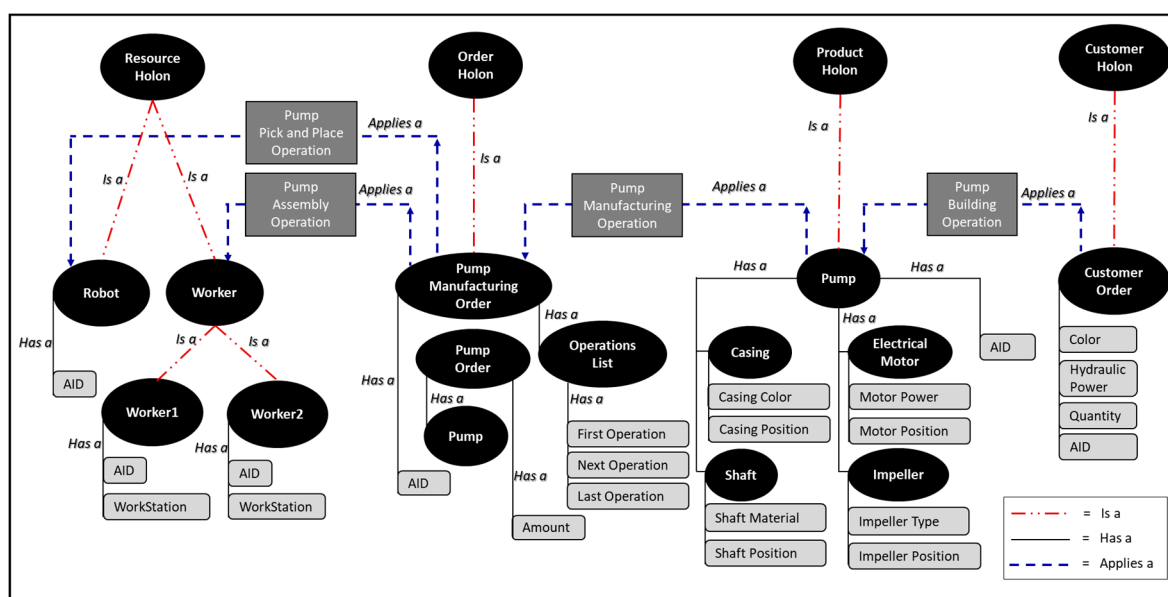 Resource
Holon
Order
Holon
Product
Holon
Customer
Holon
Pump
Pick and Place
Operation
Applies a
Is a
Is a
Is a
Is a
Is a
Pump
Assembly
Operation
Applies a
Pump
Manufacturing
Operation
Applies a
Pump
Building
Operation
Applies a
Robot
Worker
Pump
Manufacturing
Order
Has a
Pump
Has a
Customer
Order
Has a
Is a
Is a
Has a
Has a
AID
Worker1
Worker2
Has a
Has a
AID
WorkStation
AID
WorkStation
Has a
AID
Pump
Order
Has a
Pump
Has a
Amount
Operations
List
Has a
First Operation
Next Operation
Last Operation
Casing
Casing Color
Casing Position
Shaft
Shaft Material
Shaft Position
Electrical
Motor
Motor Power
Motor Position
Impeller
Impeller Type
Impeller Position
AID
Color
Hydraulic
Power
Quantity
AID
= Is a
= Has a
= Applies a